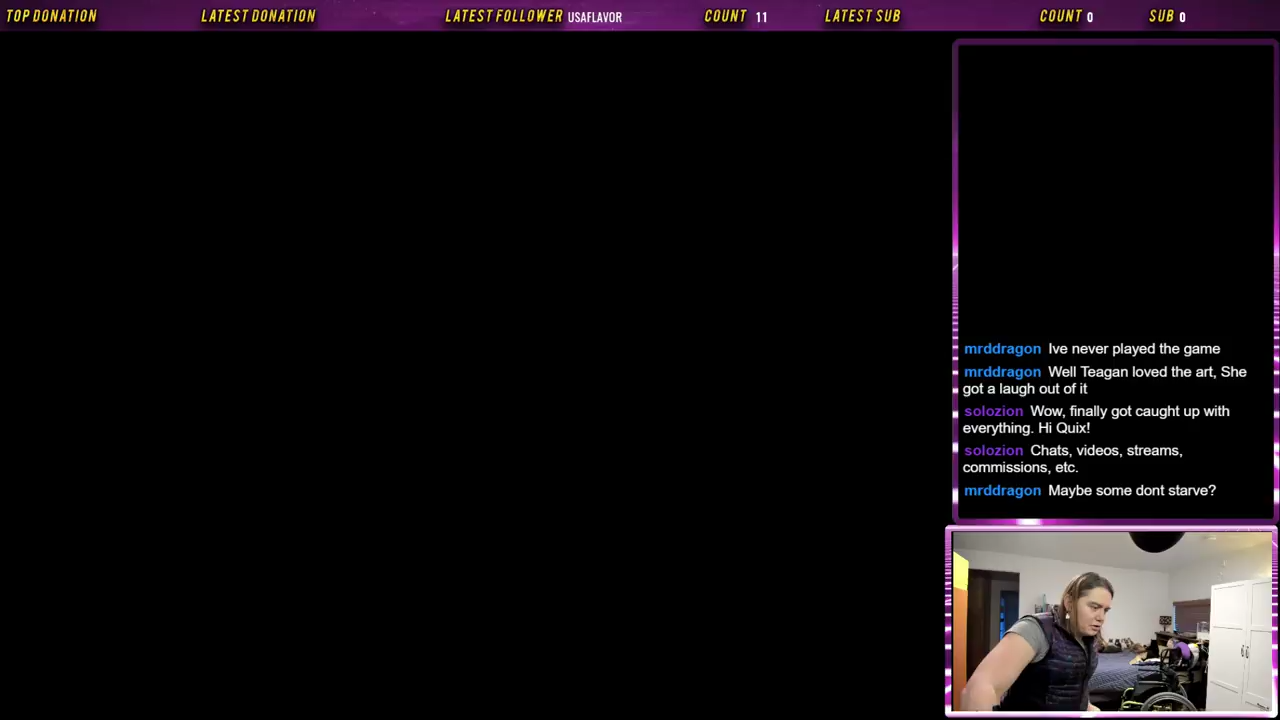 TOP DONATION LATEST DONATION LATEST FOLLOWER USAFLAVOR COUNT 11 LATEST SUB COUNT 0 SUB 0
mrddragon Ive never played the game
mrddragon Well Teagan loved the art, She
got a laugh out of it
solozion Wow, finally got caught up with
everything. Hi Quix!
solozion Chats, videos, streams,
commissions, etc.
mrddragon Maybe some dont starve?